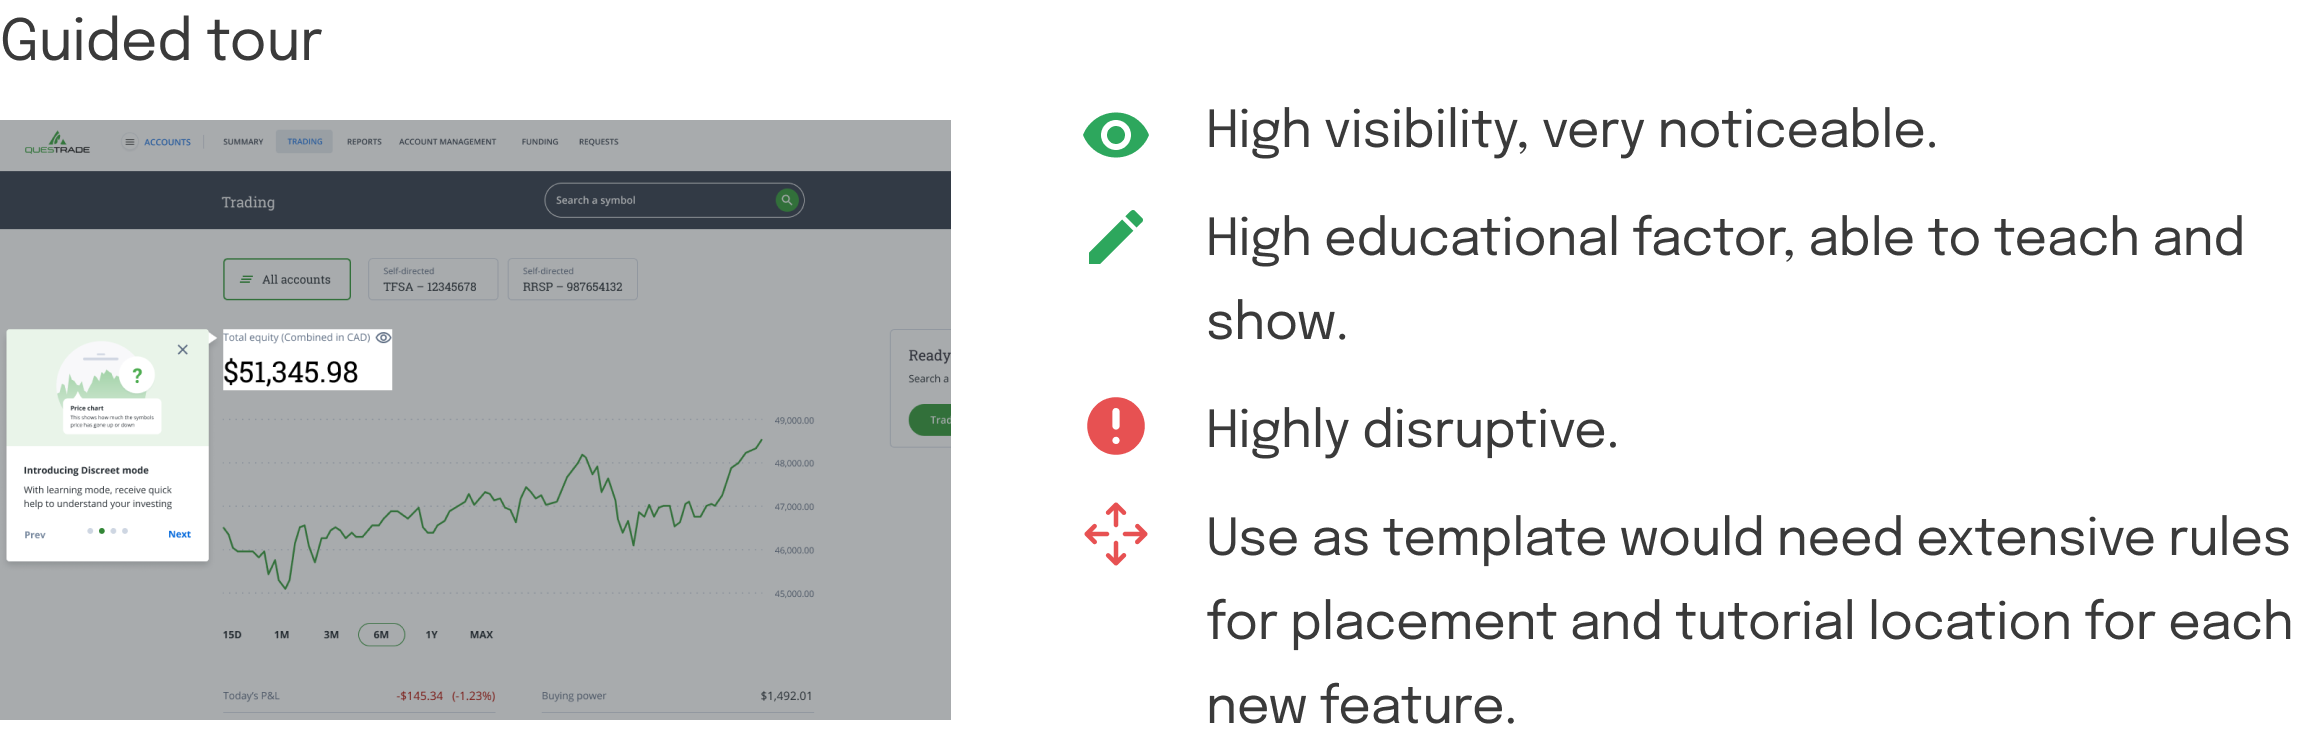 Guided tour
QUESTRADE
ACCOUNTS
SUMMARY
TRADING
REPORTS
ACCOUNT MANAGEMENT
FUNDING
REQUESTS
Trading
Search a symbol
All accounts
Self-directed
TFSA – 12345678
Self-directed
RRSP – 987654132
Total equity (Combined in CAD)
$51,345.98
?
Price chart
This shows how much the symbols
price has gone up or down
Introducing Discreet mode
With learning mode, receive quick
help to understand your investing
Prev
Next
Ready
Search a
Trad
49,000.00
48,000.00
47,000.00
46,000.00
45,000.00
15D 1M 3M 6M 1Y MAX
Today's P&L -$145.34 (-1.23%)
Buying power $1,492.01
High visibility, very noticeable.
High educational factor, able to teach and
show.
Highly disruptive.
Use as template would need extensive rules
for placement and tutorial location for each
new feature.